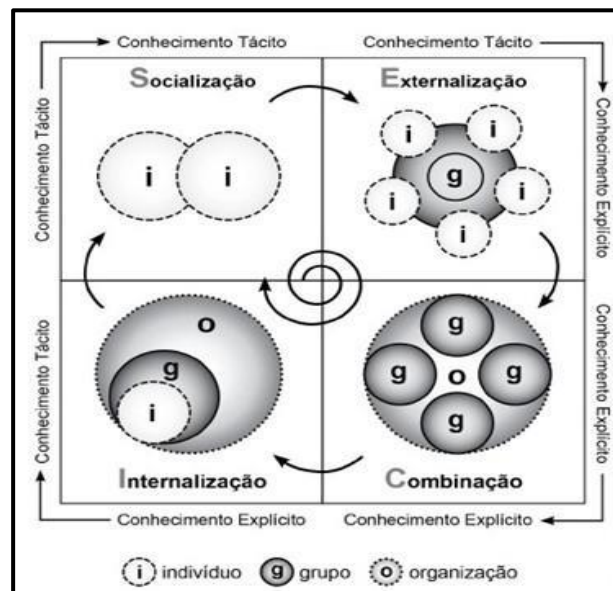 Conhecimento Tácito
Conhecimento Tácito
Conhecimento Tácito
Conhecimento Explícito
Socialização
Externalização
i
i
i
i
i
i
i
g
o
g
i
g
g
o
g
g
Conhecimento Tácito
Conhecimento Explícito
Internalização
Combinação
Conhecimento Explícito
Conhecimento Explícito
i indivíduo g grupo o organização